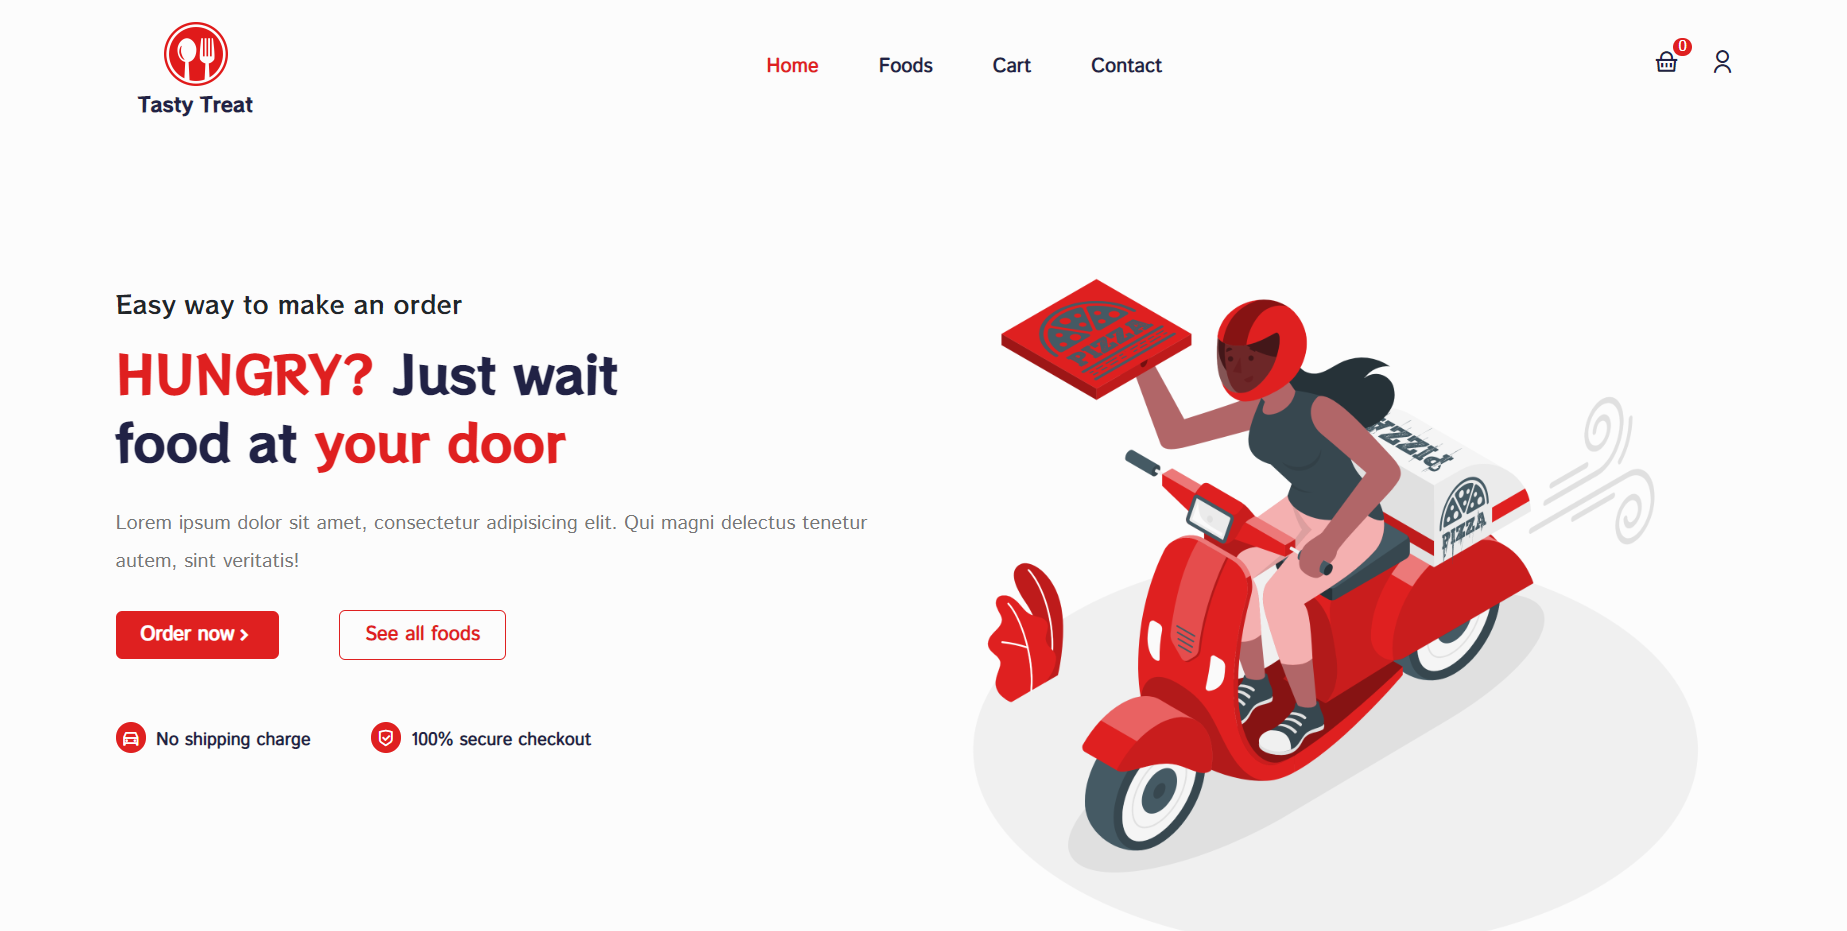 Tasty Treat
Home
Foods
Cart
Contact
0
Easy way to make an order
HUNGRY? Just wait
food at your door
Lorem ipsum dolor sit amet, consectetur adipisicing elit. Qui magni delectus tenetur
autem, sint veritatis!
Order now
See all foods
No shipping charge
100% secure checkout
PIZZA
PIZZA
PIZZA